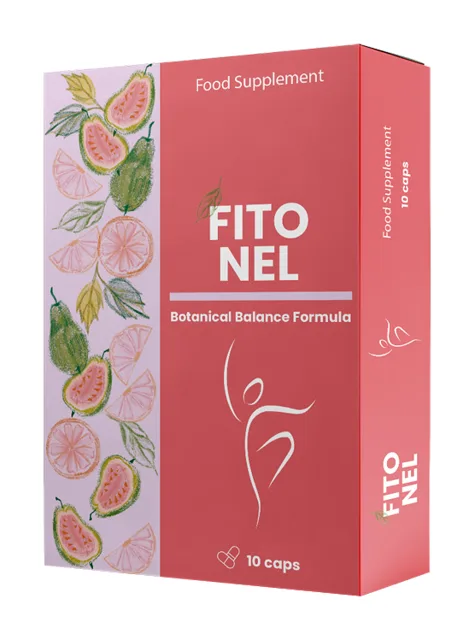 Food Supplement
FITO
NEL
Botanical Balance Formula
10 caps
Food Supplement
10 caps
FITO
NEL